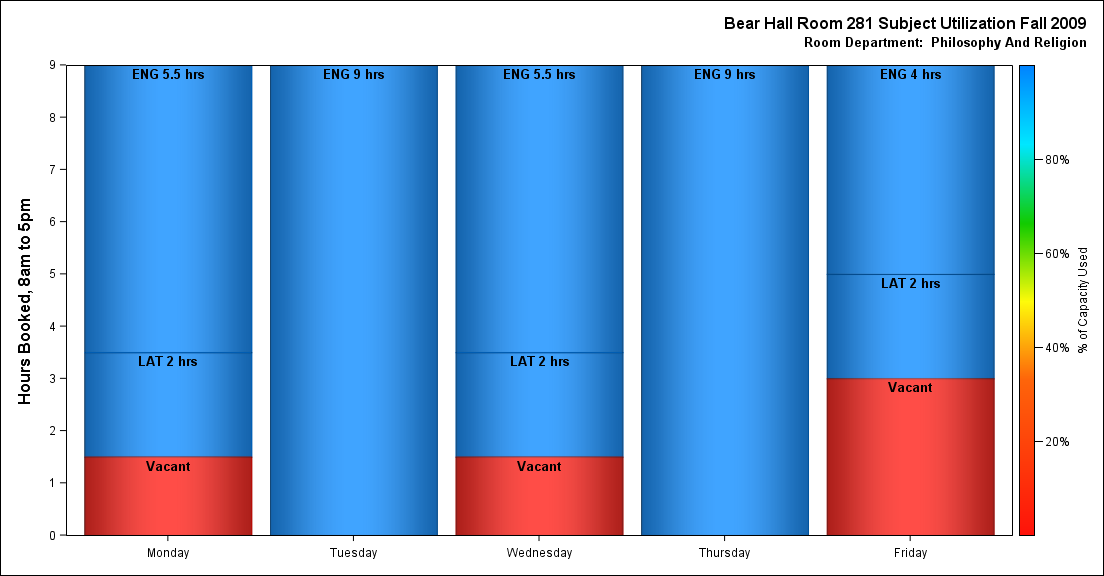 Bear Hall Room 281 Subject Utilization Fall 2009
Room Department:  Philosophy And Religion
Hours Booked, 8am to 5pm
9
8
7
6
5
4
3
2
1
0
ENG 5.5 hrs
LAT 2 hrs
Vacant
ENG 9 hrs
ENG 5.5 hrs
LAT 2 hrs
Vacant
ENG 9 hrs
ENG 4 hrs
LAT 2 hrs
Vacant
Monday
Tuesday
Wednesday
Thursday
Friday
80%
60%
40%
20%
% of Capacity Used